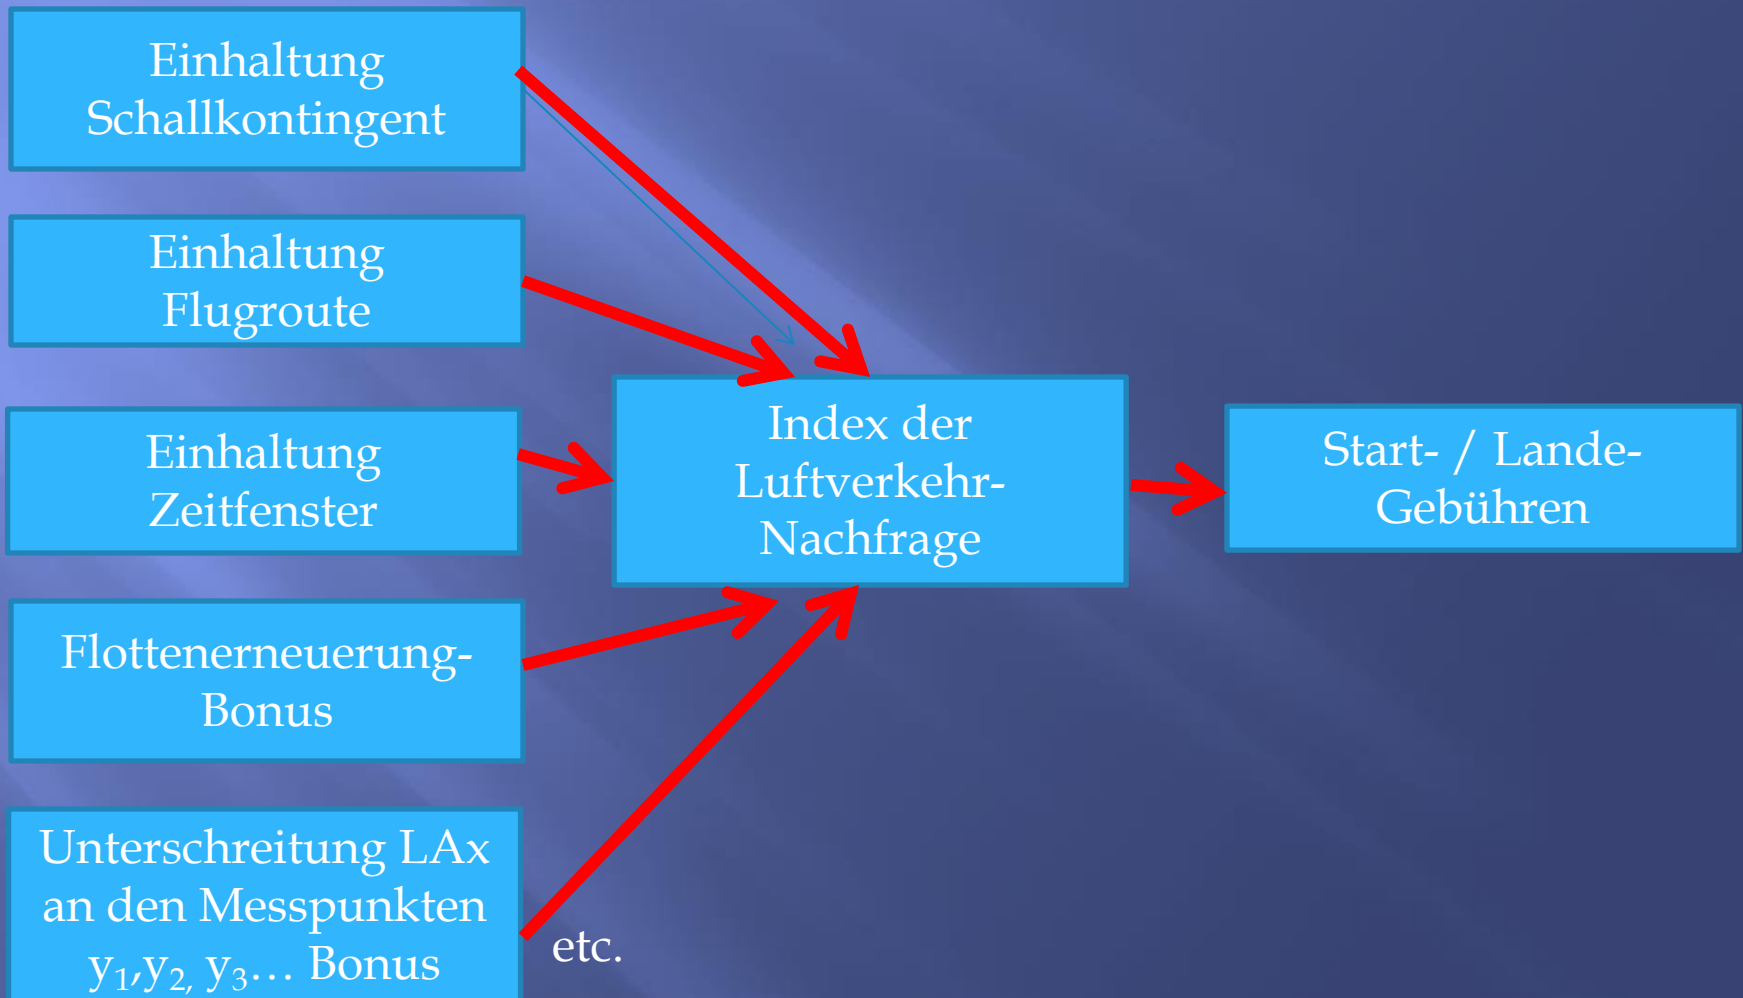 Einhaltung
Schallkontingent
Einhaltung
Flugroute
Einhaltung
Zeitfenster
Flottenerneuerung-
Bonus
Unterschreitung LAx
an den Messpunkten
y₁,y₂, y₃… Bonus
etc.
Index der
Luftverkehr-
Nachfrage
Start- / Lande-
Gebühren